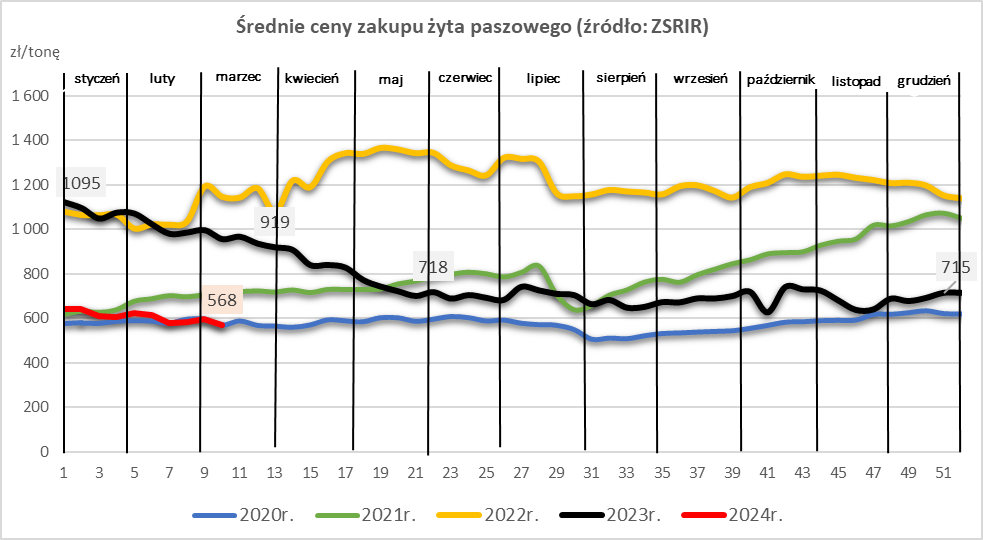 Średnie ceny zakupu żyta paszowego (źródło: ZSRIR)
zł/tonę
styczeń luty marzec kwiecień maj czerwiec lipiec sierpień wrzesień październik listopad grudzień
1 600
1 400
1 200
1 000
800
600
400
200
0
1095
919
718
568
715
1 3 5 7 9 11 13 15 17 19 21 23 25 27 29 31 33 35 37 39 41 43 45 47 49 51
2020r. 2021r. 2022r. 2023r. 2024r.